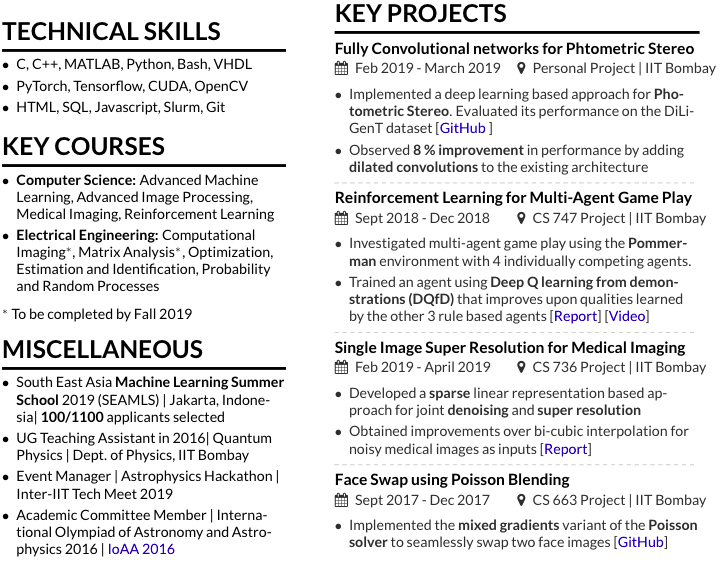 TECHNICAL SKILLS
• C, C++, MATLAB, Python, Bash, VHDL
• PyTorch, Tensorflow, CUDA, OpenCV
• HTML, SQL, Javascript, Slurm, Git
KEY COURSES
• Computer Science: Advanced Machine
Learning, Advanced Image Processing,
Medical Imaging, Reinforcement Learning
• Electrical Engineering: Computational
Imaging*, Matrix Analysis*, Optimization,
Estimation and Identification, Probability
and Random Processes
* To be completed by Fall 2019
MISCELLANEOUS
• South East Asia Machine Learning Summer
School 2019 (SEAMLS) | Jakarta, Indone-
sia| 100/1100 applicants selected
• UG Teaching Assistant in 2016| Quantum
Physics | Dept. of Physics, IIT Bombay
• Event Manager | Astrophysics Hackathon |
Inter-IIT Tech Meet 2019
• Academic Committee Member | Interna-
tional Olympiad of Astronomy and Astro-
physics 2016 | IoAA 2016
KEY PROJECTS
Fully Convolutional networks for Phtometric Stereo
Feb 2019 - March 2019 Personal Project | IIT Bombay
• Implemented a deep learning based approach for Pho-
tometric Stereo. Evaluated its performance on the DiLi-
GenT dataset [GitHub ]
• Observed 8 % improvement in performance by adding
dilated convolutions to the existing architecture
Reinforcement Learning for Multi-Agent Game Play
Sept 2018 - Dec 2018 CS 747 Project | IIT Bombay
• Investigated multi-agent game play using the Pommer-
man environment with 4 individually competing agents.
• Trained an agent using Deep Q learning from demon-
strations (DQfD) that improves upon qualities learned
by the other 3 rule based agents [Report] [Video]
Single Image Super Resolution for Medical Imaging
Feb 2019 - April 2019 CS 736 Project | IIT Bombay
• Developed a sparse linear representation based ap-
proach for joint denoising and super resolution
• Obtained improvements over bi-cubic interpolation for
noisy medical images as inputs [Report]
Face Swap using Poisson Blending
Sept 2017 - Dec 2017 CS 663 Project | IIT Bombay
• Implemented the mixed gradients variant of the Poisson
solver to seamlessly swap two face images [GitHub]